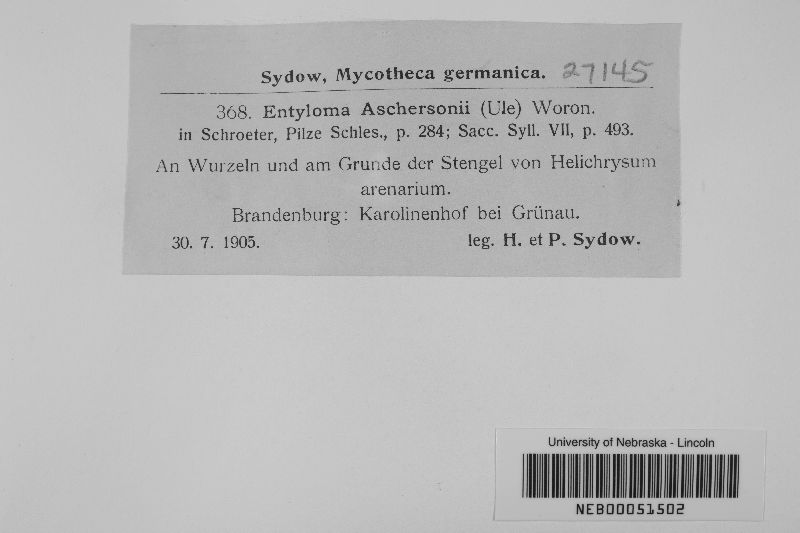 Sydow, Mycotheca germanica. 27145
368. Entyloma Aschersonii (Ule) Woron.
in Schroeter, Pilze Schles., p. 284; Sacc. Syll. VII, p. 493.
An Wurzeln und am Grunde der Stengel von Helichrysum
arenarium.
Brandenburg: Karolinenhof bei Grünau.
30. 7. 1905. leg. H. et P. Sydow.
University of Nebraska - Lincoln
NEB00051502